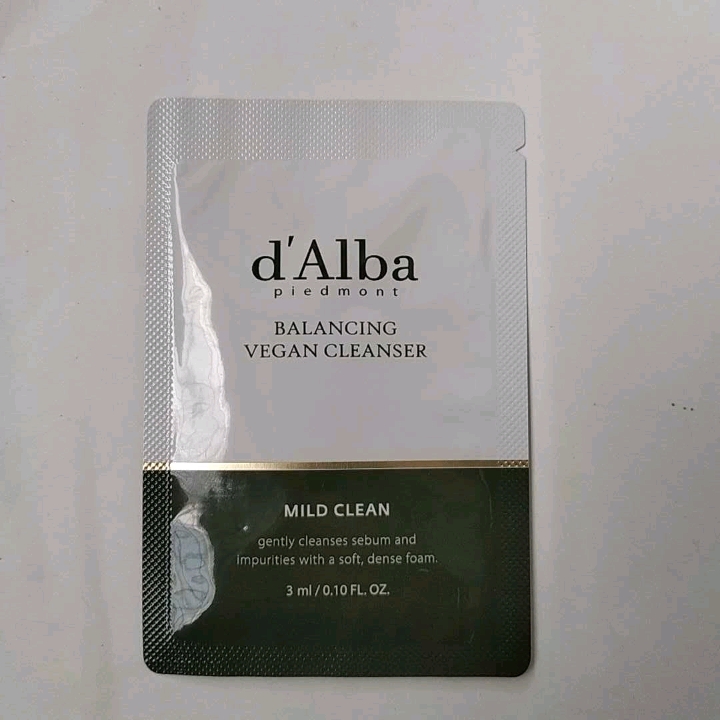 d'Alba
piedmont
BALANCING
VEGAN CLEANSER
MILD CLEAN
gently cleanses sebum and
impurities with a soft, dense foam.
3 ml / 0.10 FL. OZ.